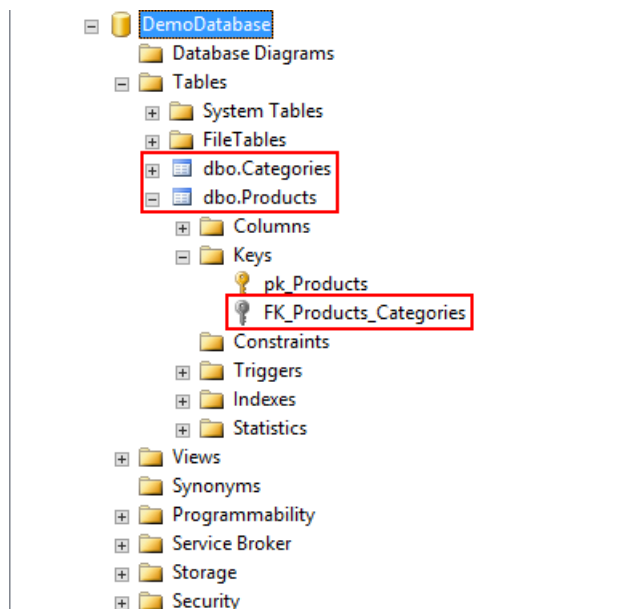 DemoDatabase
Database Diagrams
Tables
System Tables
FileTables
dbo.Categories
dbo.Products
Columns
Keys
pk_Products
FK_Products_Categories
Constraints
Triggers
Indexes
Statistics
Views
Synonyms
Programmability
Service Broker
Storage
Security